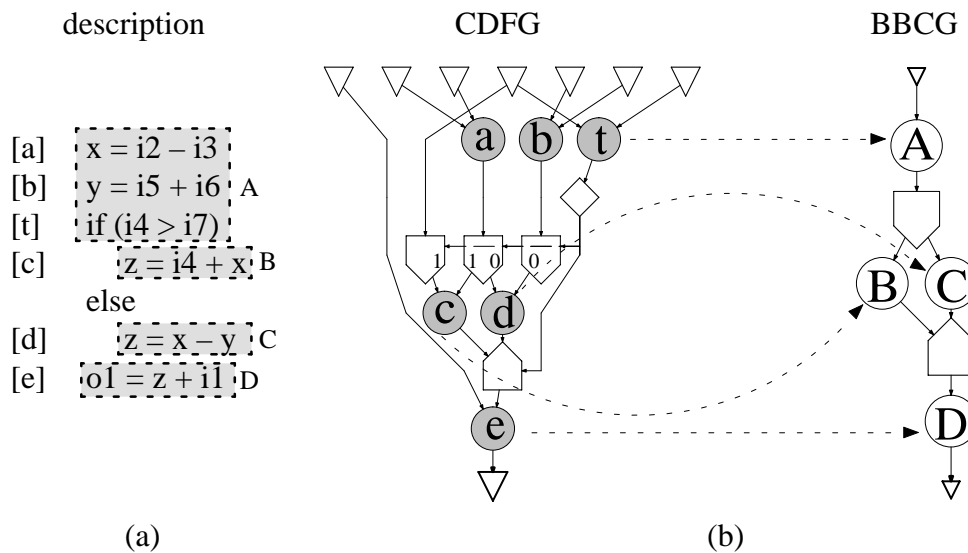 description
CDFG
BBCG
[a] x = i2 – i3
[b] y = i5 + i6 A
[t] if (i4 > i7)
[c] z = i4 + x B
else
[d] z = x – y C
[e] o1 = z + i1 D
a b t
1 1 0 0
c d
e
A
B C
D
(a)
(b)